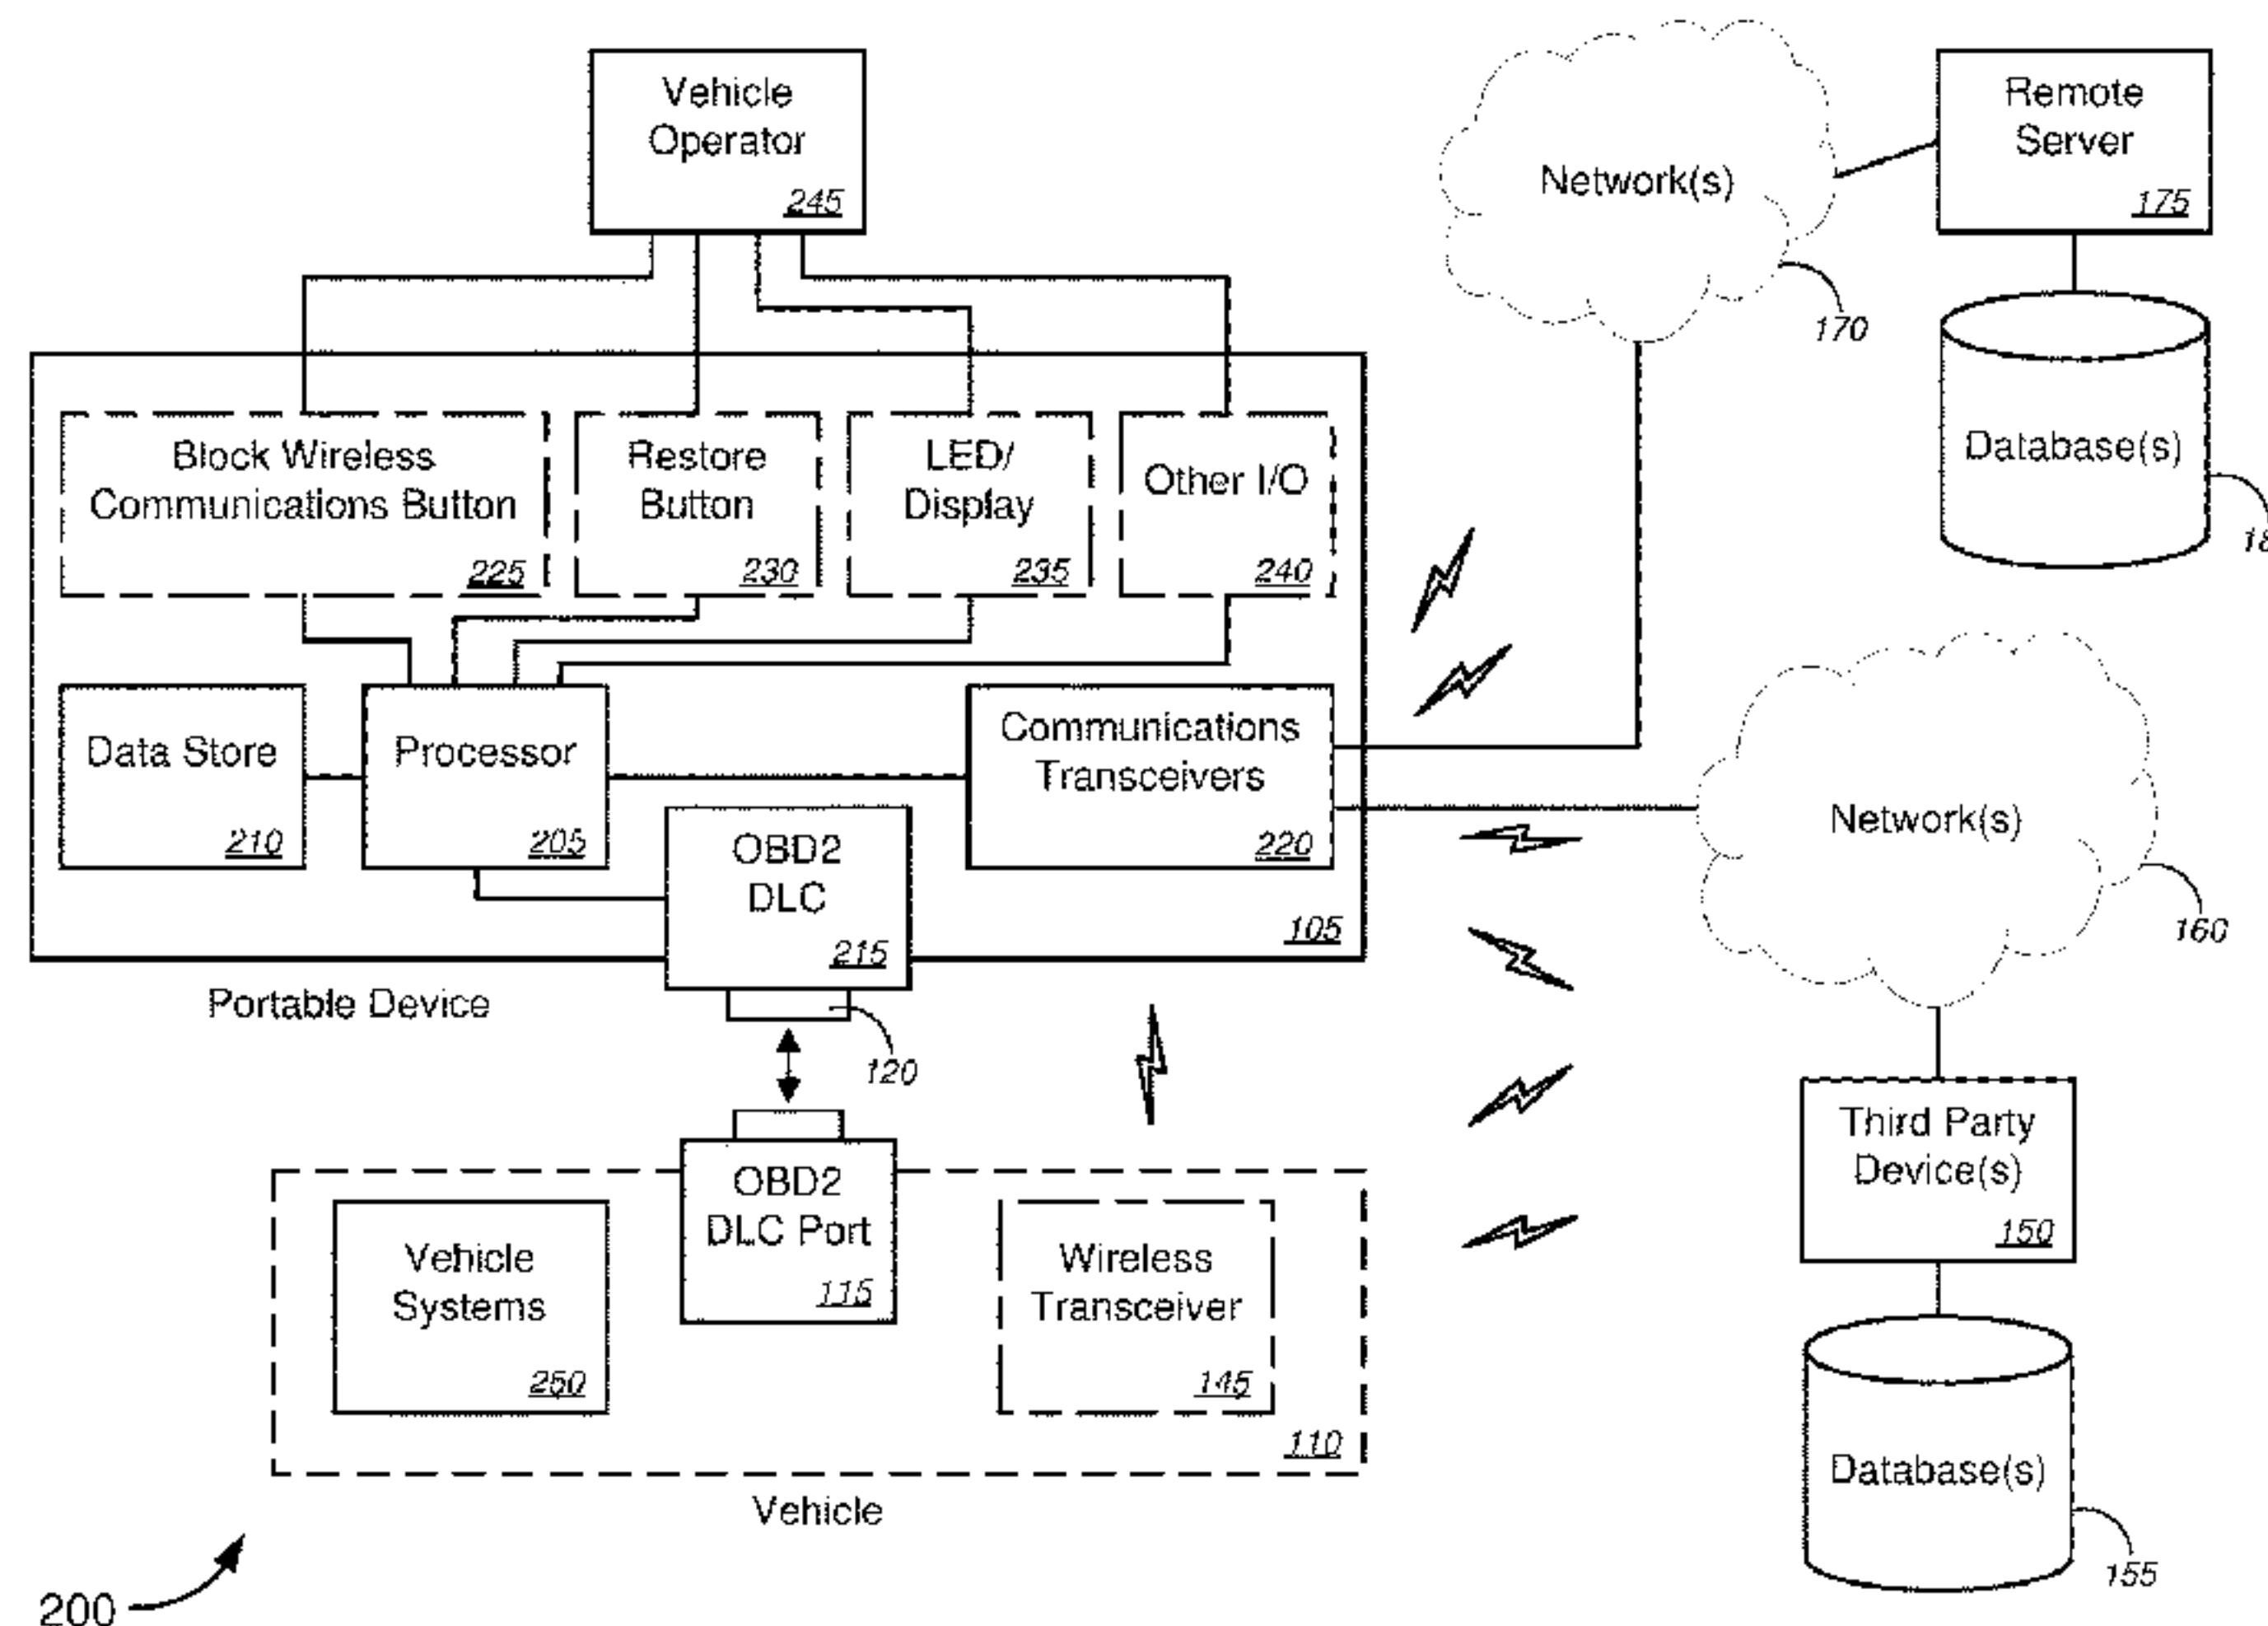 Vehicle
Operator
245
Network(s)
170
Remote
Server
175
Database(s)
18
Block Wireless
Communications Button
225
Restore
Button
230
LED/
Display
235
Other I/O
240
Data Store
210
Processor
205
OBD2
DLC
215
Communications
Transceivers
220
105
Portable Device
120
Network(s)
160
Third Party
Device(s)
150
Database(s)
155
Vehicle
Systems
250
OBD2
DLC Port
115
Wireless
Transceiver
145
110
Vehicle
200